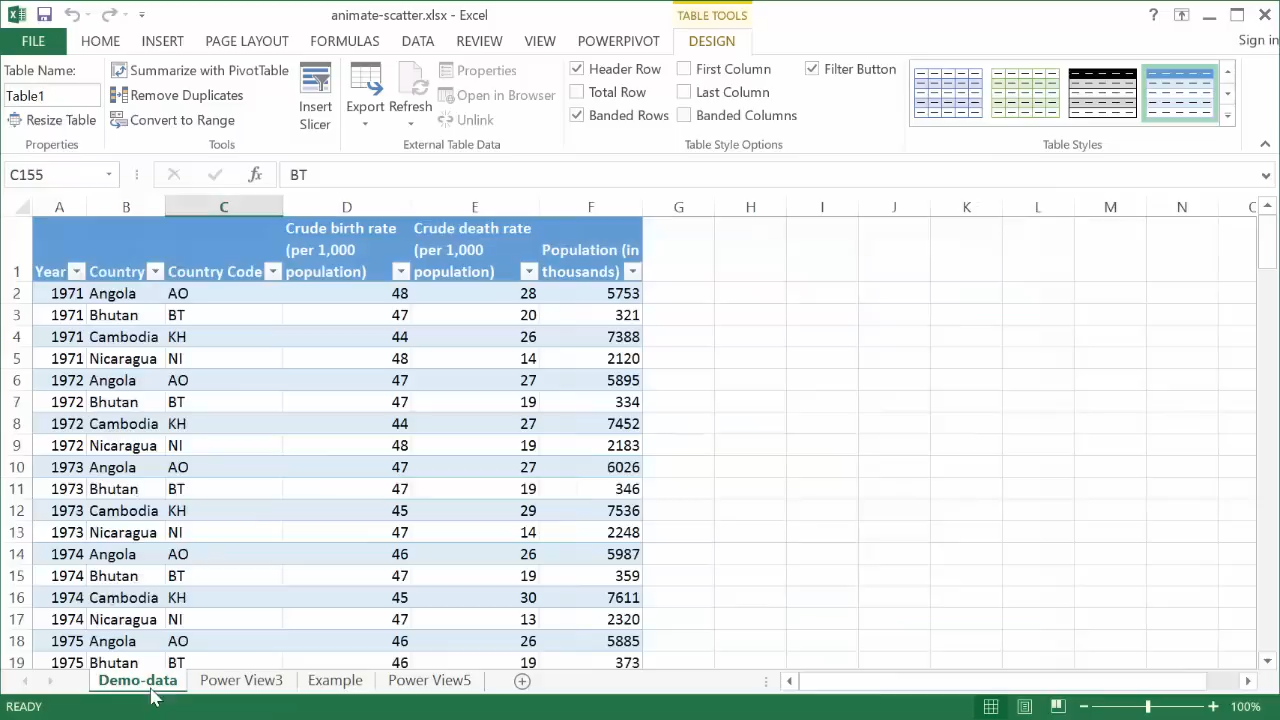 animate-scatter.xlsx - Excel
TABLE TOOLS
?
FILE HOME INSERT PAGE LAYOUT FORMULAS DATA REVIEW VIEW POWERPIVOT DESIGN Sign in
Table Name:
Table1
Resize Table
Properties
Summarize with PivotTable
Remove Duplicates
Convert to Range
Tools
Insert
Slicer
Export Refresh
Properties
Open in Browser
Unlink
External Table Data
Header Row First Column Filter Button
Total Row Last Column
Banded Rows Banded Columns
Table Style Options
Table Styles
C155 fx BT
A B C D E F G H I J K L M N
1 Year Country Country Code Crude birth rate (per 1,000 population) Crude death rate (per 1,000 population) Population (in thousands)
2 1971 Angola AO 48 28 5753
3 1971 Bhutan BT 47 20 321
4 1971 Cambodia KH 44 26 7388
5 1971 Nicaragua NI 48 14 2120
6 1972 Angola AO 47 27 5895
7 1972 Bhutan BT 47 19 334
8 1972 Cambodia KH 44 27 7452
9 1972 Nicaragua NI 48 19 2183
10 1973 Angola AO 47 27 6026
11 1973 Bhutan BT 47 19 346
12 1973 Cambodia KH 45 29 7536
13 1973 Nicaragua NI 47 14 2248
14 1974 Angola AO 46 26 5987
15 1974 Bhutan BT 47 19 359
16 1974 Cambodia KH 45 30 7611
17 1974 Nicaragua NI 47 13 2320
18 1975 Angola AO 46 26 5885
19 1975 Bhutan BT 46 19 373
Demo-data Power View3 Example Power View5
READY 100%